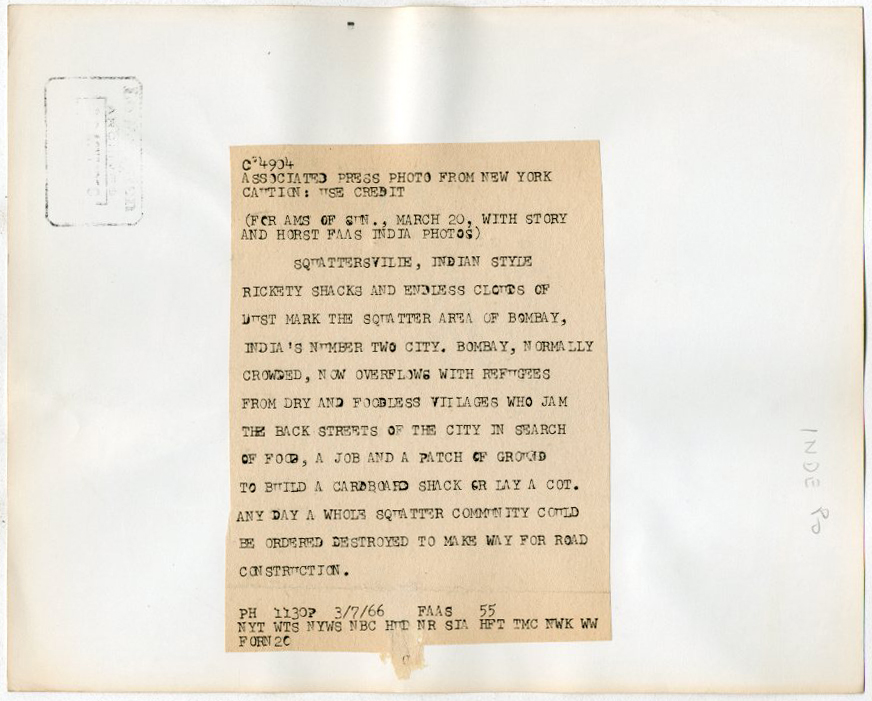 C²4904
ASSOCIATED PRESS PHOTO FROM NEW YORK
CAUTION: USE CREDIT
(FOR AMS OF SUN., MARCH 20, WITH STORY
AND HORST FAAS INDIA PHOTOS)
SQUATTERSVILLE, INDIAN STYLE
RICKETY SHACKS AND ENDLESS CLOUDS OF
DUST MARK THE SQUATTER AREA OF BOMBAY,
INDIA'S NUMBER TWO CITY. BOMBAY, NORMALLY
CROWDED, NOW OVERFLOWS WITH REFUGEES
FROM DRY AND FOODLESS VILLAGES WHO JAM
THE BACK STREETS OF THE CITY IN SEARCH
OF FOOD, A JOB AND A PATCH OF GROUND
TO BUILD A CARDBOARD SHACK OR LAY A COT.
ANY DAY A WHOLE SQUATTER COMMUNITY COULD
BE ORDERED DESTROYED TO MAKE WAY FOR ROAD
CONSTRUCTION.
PH 1130P 3/7/66 FAAS 55
NYT WTS NYWS NBC NR SIA HFT TMC NWK WW
FORN20
INDE Po